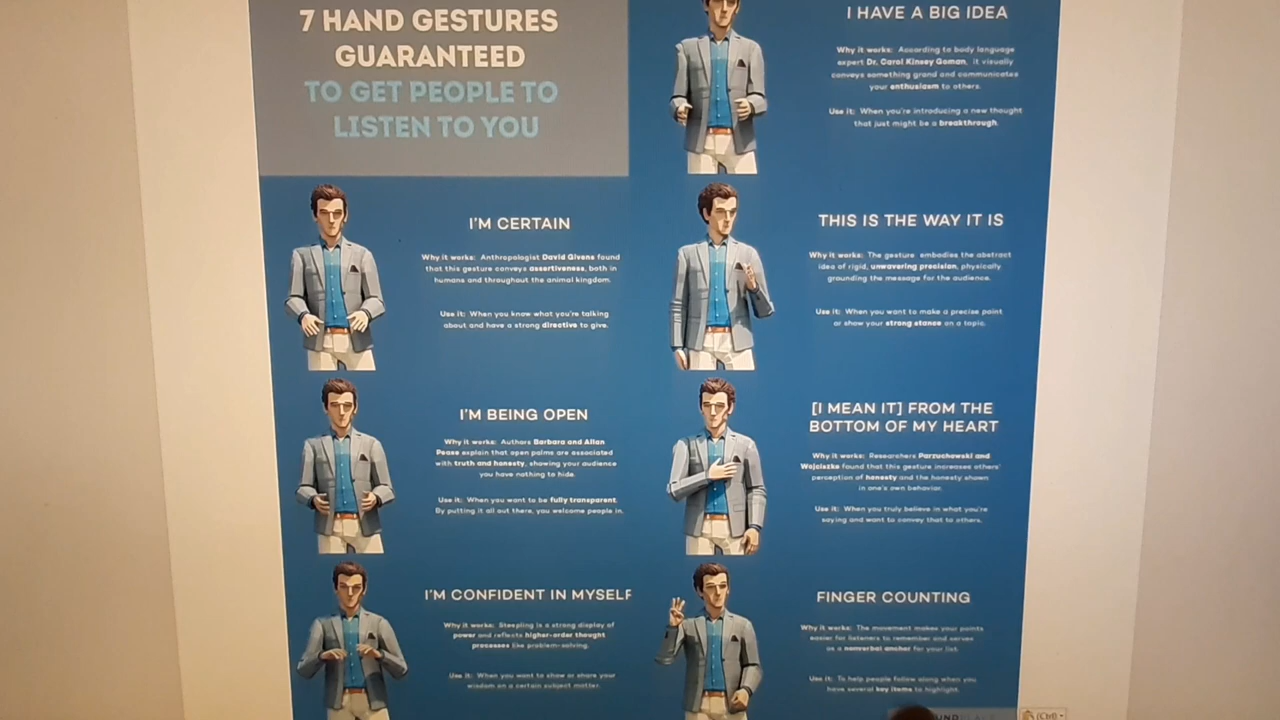 7 HAND GESTURES
GUARANTEED
TO GET PEOPLE TO
LISTEN TO YOU
I HAVE A BIG IDEA
Why it works: According to body language
expert Dr. Carol Kinsey Goman, it visually
conveys something grand and communicates
your enthusiasm to others.
Use it: When you're introducing a new thought
that just might be a breakthrough.
I'M CERTAIN
Why it works: Anthropologist David Givens found
that this gesture conveys assertiveness, both in
humans and throughout the animal kingdom.
Use it: When you know what you're talking
about and have a strong directive to give.
THIS IS THE WAY IT IS
Why it works: The gesture embodies the abstract
idea of rigid, unwavering precision, physically
grounding the message for the audience.
Use it: When you want to make a precise point
or show your strong stance on a topic.
I'M BEING OPEN
Why it works: Authors Barbara and Allan
Pease explain that open palms are associated
with truth and honesty, showing your audience
you have nothing to hide.
Use it: When you want to be fully transparent.
By putting it all out there, you welcome people in.
[I MEAN IT] FROM THE
BOTTOM OF MY HEART
Why it works: Researchers Parzuchowski and
Wojciszke found that this gesture increases others'
perception of honesty and the honesty shown
in one's own behavior.
Use it: When you truly believe in what you're
saying and want to convey that to others.
I'M CONFIDENT IN MYSELF
Why it works: Steepling is a strong display of
power and reflects higher-order thought
processes like problem-solving.
Use it: When you want to show or share your
wisdom on a certain subject matter.
FINGER COUNTING
Why it works: The movement makes your points
easier for listeners to remember and serves
as a nonverbal anchor for your list.
Use it: To help people follow along when you
have several key items to highlight.
(Ctrl)